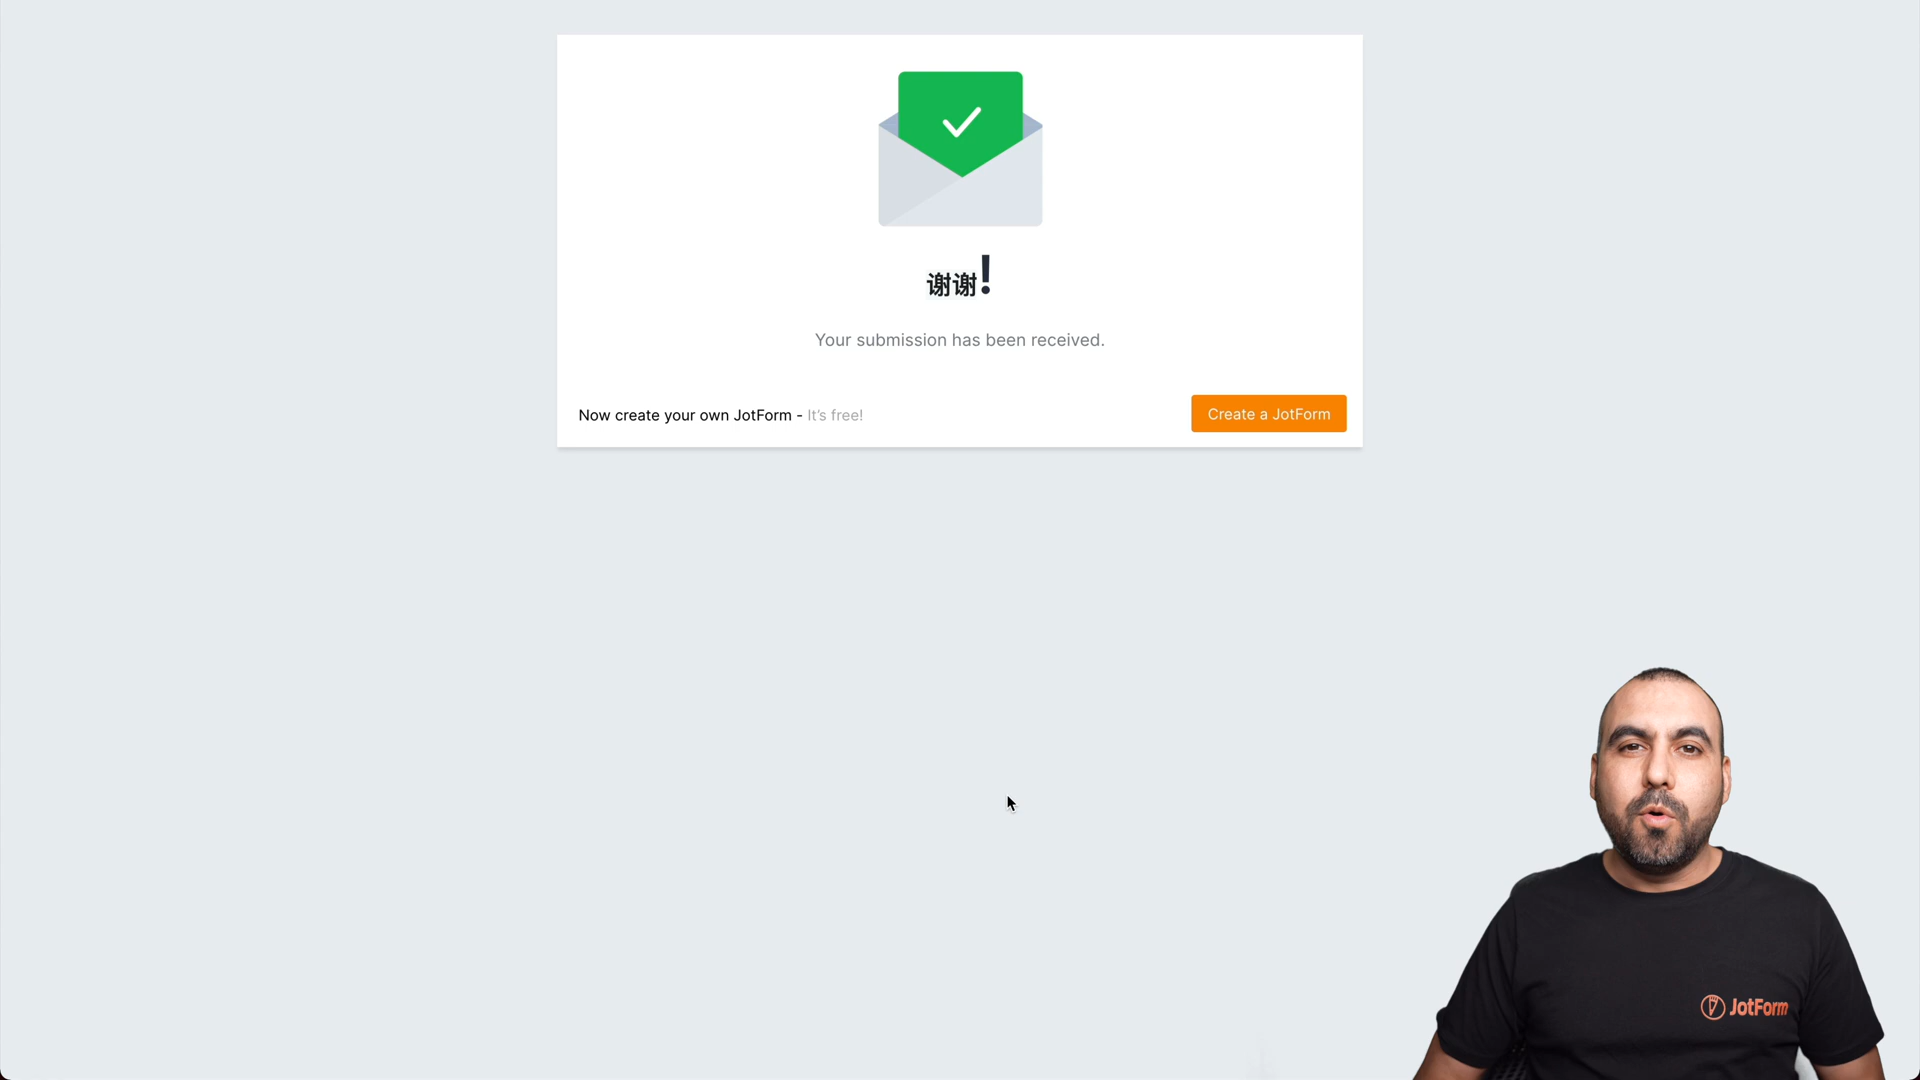 谢谢!
Your submission has been received.
Now create your own JotForm - It's free!
Create a JotForm
JotForm